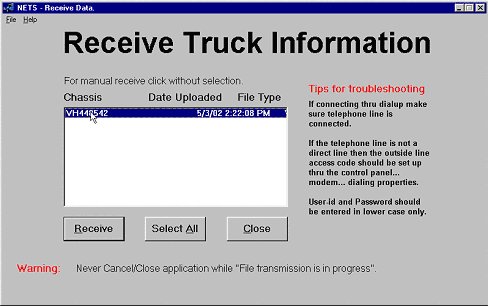 NETS - Receive Data.
File Help
Receive Truck Information
For manual receive click without selection.
Chassis Date Uploaded File Type
5/3/02 2:22:08 PM
Tips for troubleshooting
If connecting thru dialup make
sure telephone line is
connected.
If the telephone line is not a
direct line then the outside line
access code should be set up
thru the control panel...
modem... dialing properties.
User-id and Password should
be entered in lower case only.
Receive Select All Close
Warning: Never Cancel/Close application while "File transmission is in progress".